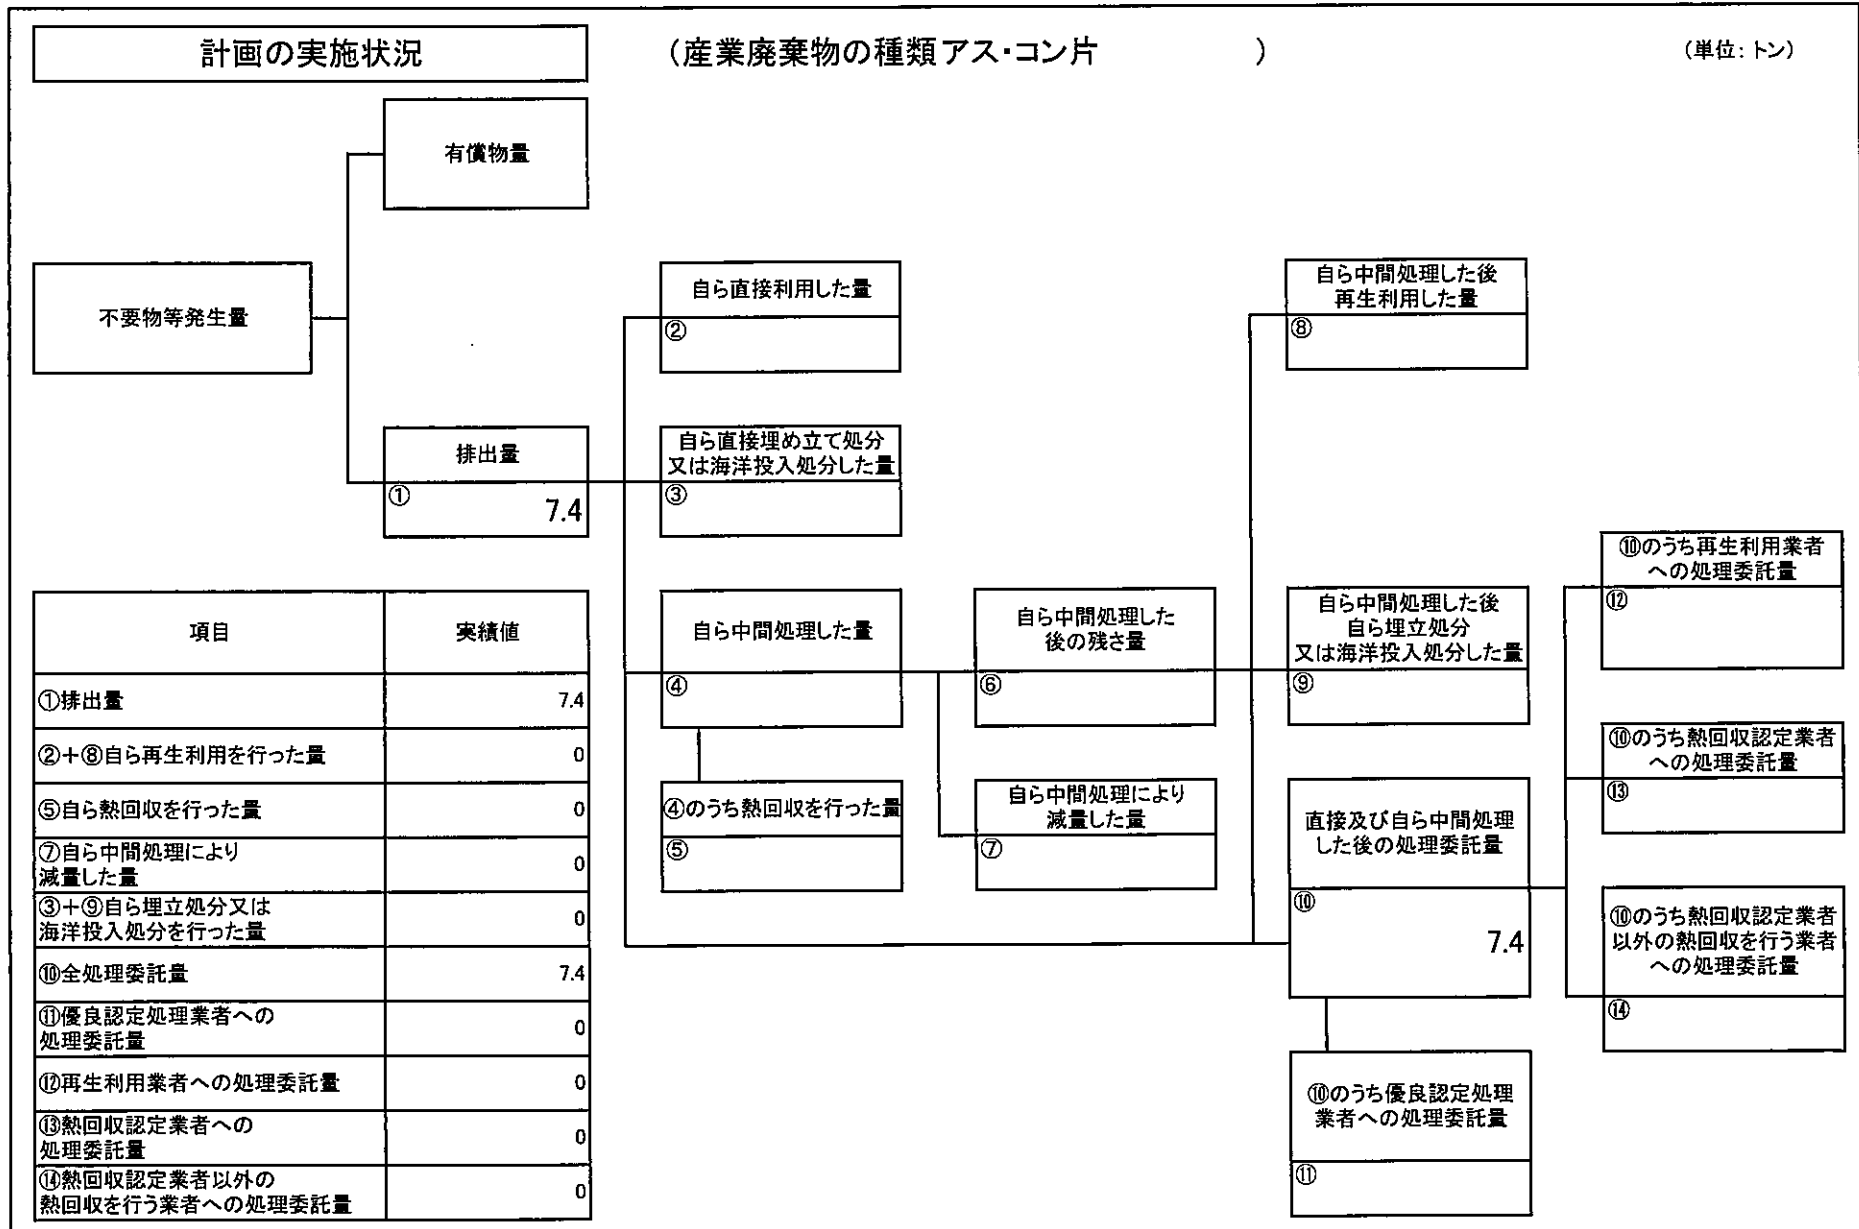 計画の実施状況
（産業廃棄物の種類アス・コン片　　　　　）
（単位：トン）
有償物量
不要物等発生量
排出量
①
7.4
自ら直接利用した量
②
自ら直接埋め立て処分
又は海洋投入処分した量
③
自ら中間処理した量
④
④のうち熱回収を行った量
⑤
自ら中間処理した
後の残さ量
⑥
自ら中間処理により
減量した量
⑦
自ら中間処理した後
再生利用した量
⑧
自ら中間処理した後
自ら埋立処分
又は海洋投入処分した量
⑨
直接及び自ら中間処理
した後の処理委託量
⑩
7.4
⑩のうち優良認定処理
業者への処理委託量
⑪
⑩のうち再生利用業者
への処理委託量
⑫
⑩のうち熱回収認定業者
への処理委託量
⑬
⑩のうち熱回収認定業者
以外の熱回収を行う業者
への処理委託量
⑭
項目 実績値
①排出量 7.4
②＋⑧自ら再生利用を行った量 0
⑤自ら熱回収を行った量 0
⑦自ら中間処理により
減量した量 0
③＋⑨自ら埋立処分又は
海洋投入処分を行った量 0
⑩全処理委託量 7.4
⑪優良認定処理業者への
処理委託量 0
⑫再生利用業者への処理委託量 0
⑬熱回収認定業者への
処理委託量 0
⑭熱回収認定業者以外の
熱回収を行う業者への処理委託量 0